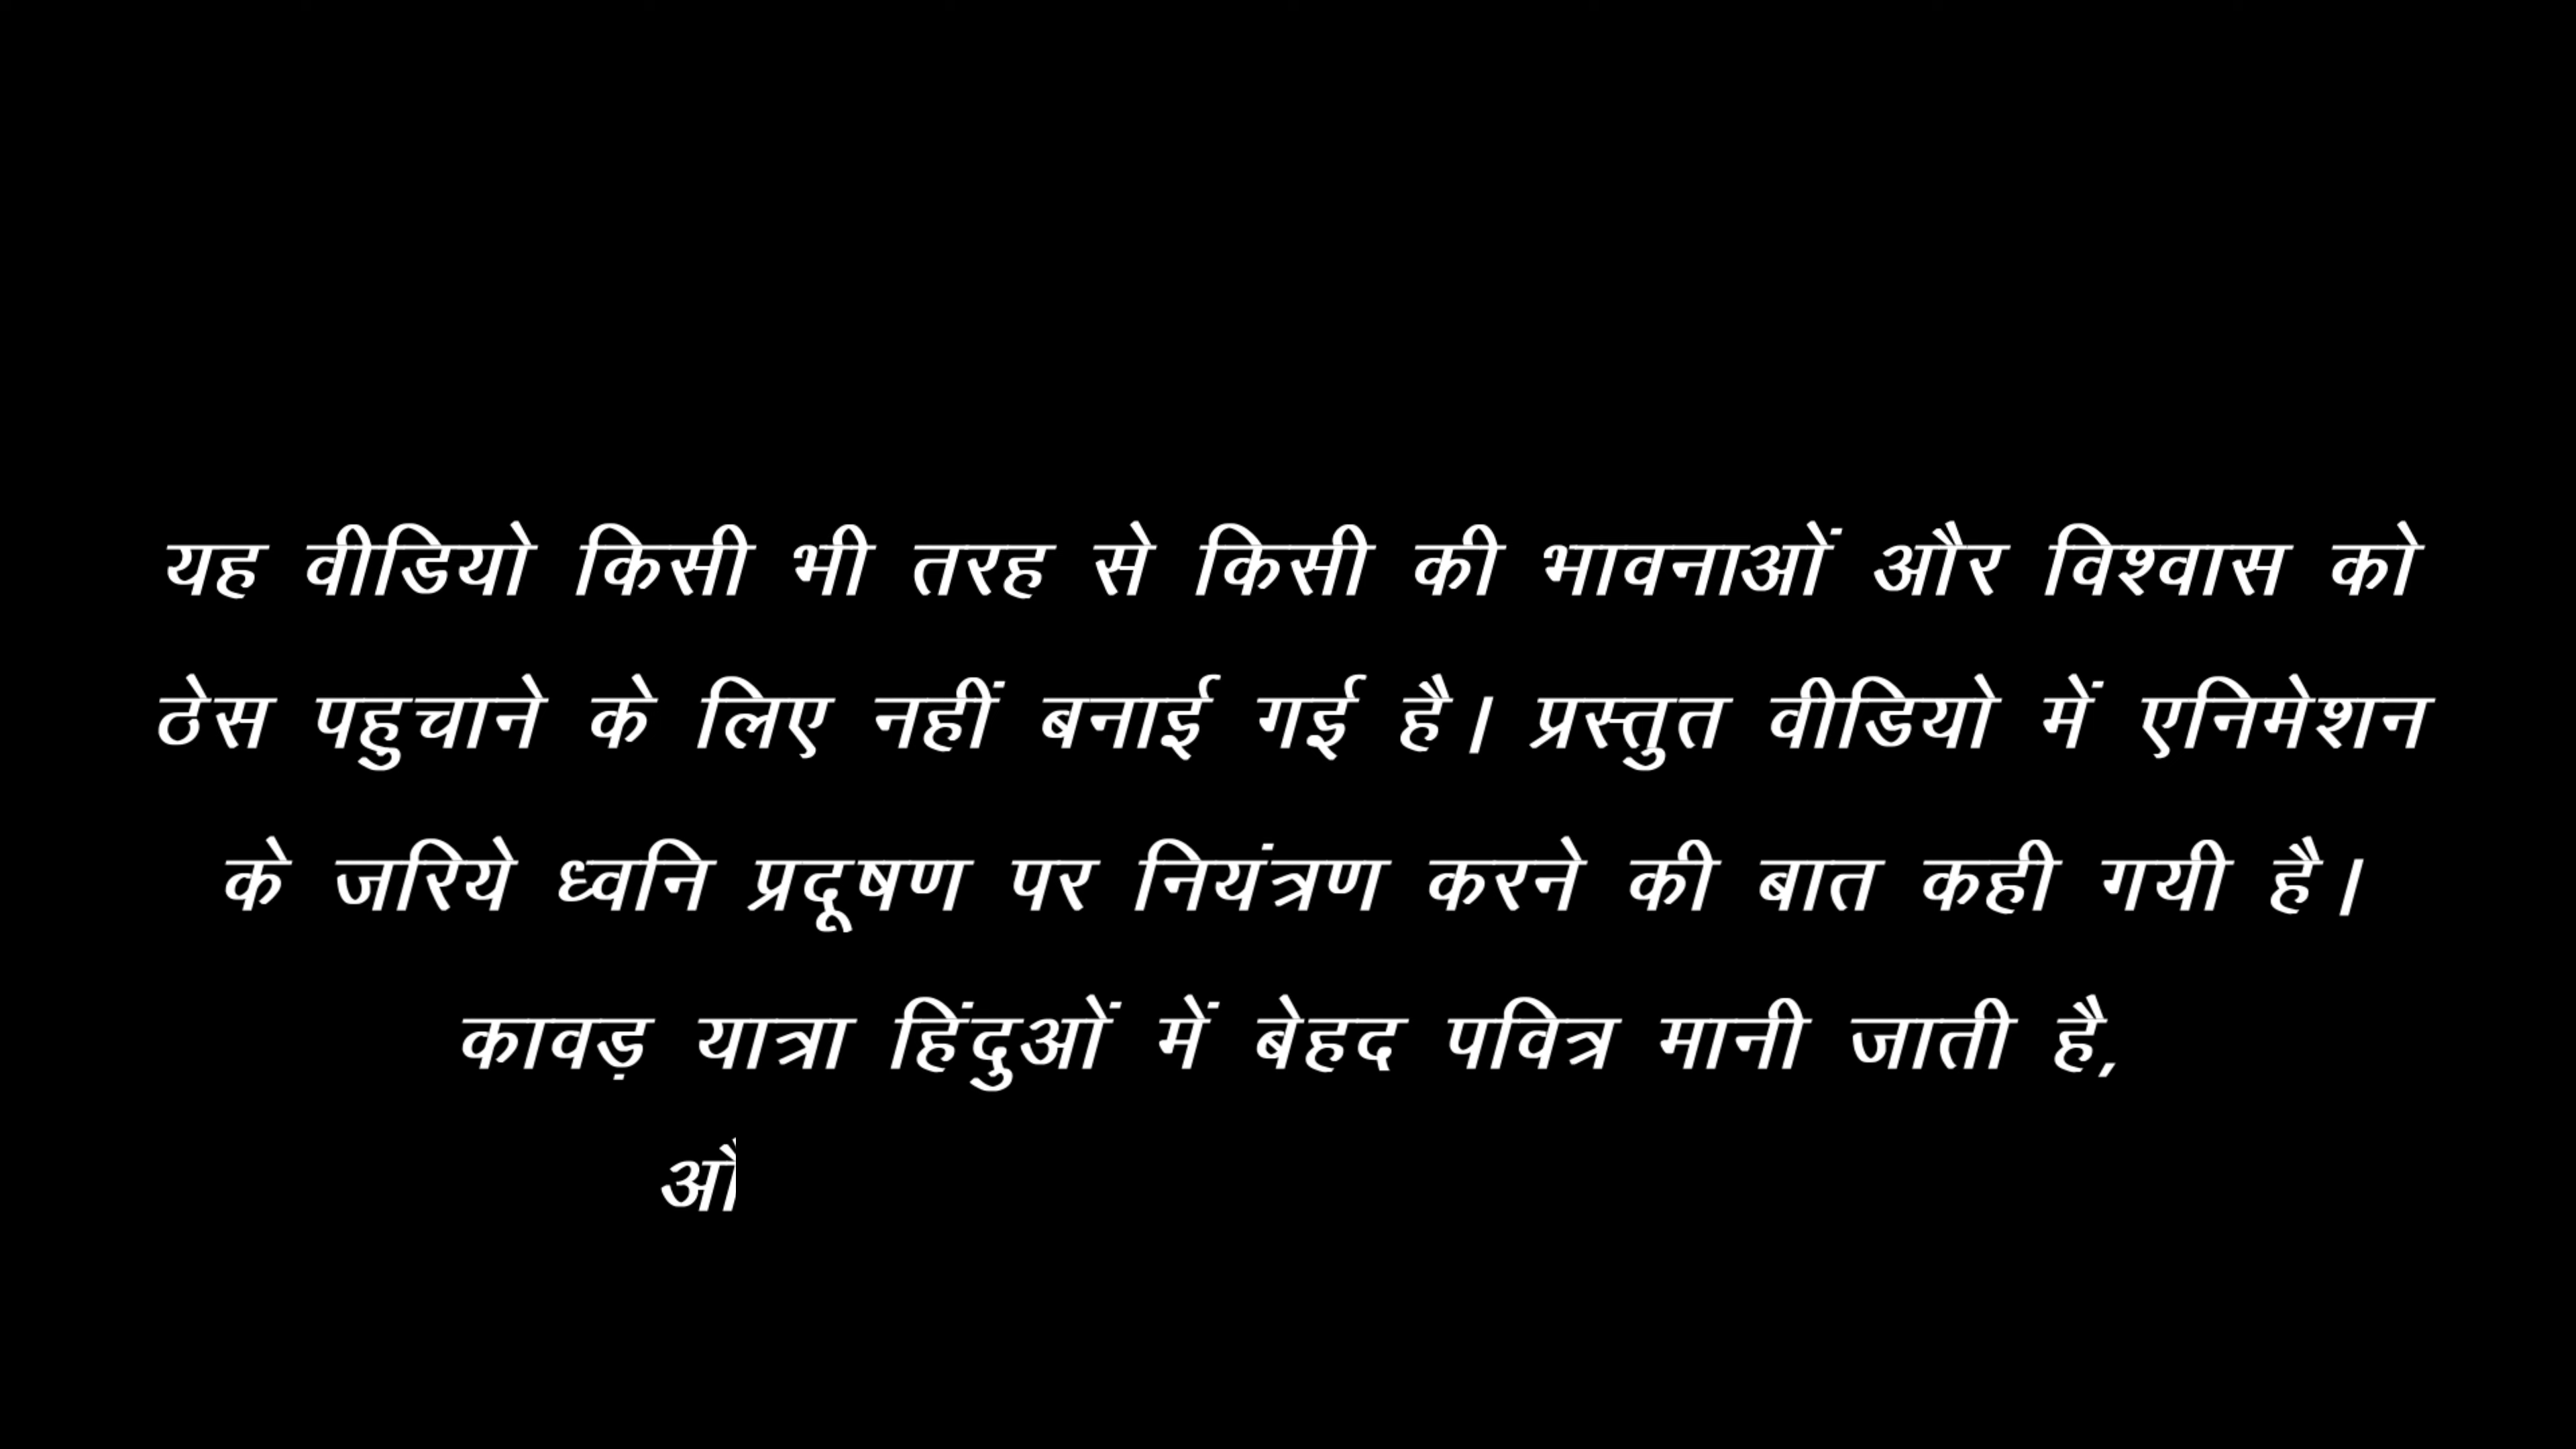 यह वीडियो किसी भी तरह से किसी की भावनाओं और विश्वास को
ठेस पहुचाने के लिए नहीं बनाई गई है। प्रस्तुत वीडियो में एनिमेशन
के जरिये ध्वनि प्रदूषण पर नियंत्रण करने की बात कही गयी है।
कावड़ यात्रा हिंदुओं में बेहद पवित्र मानी जाती है,